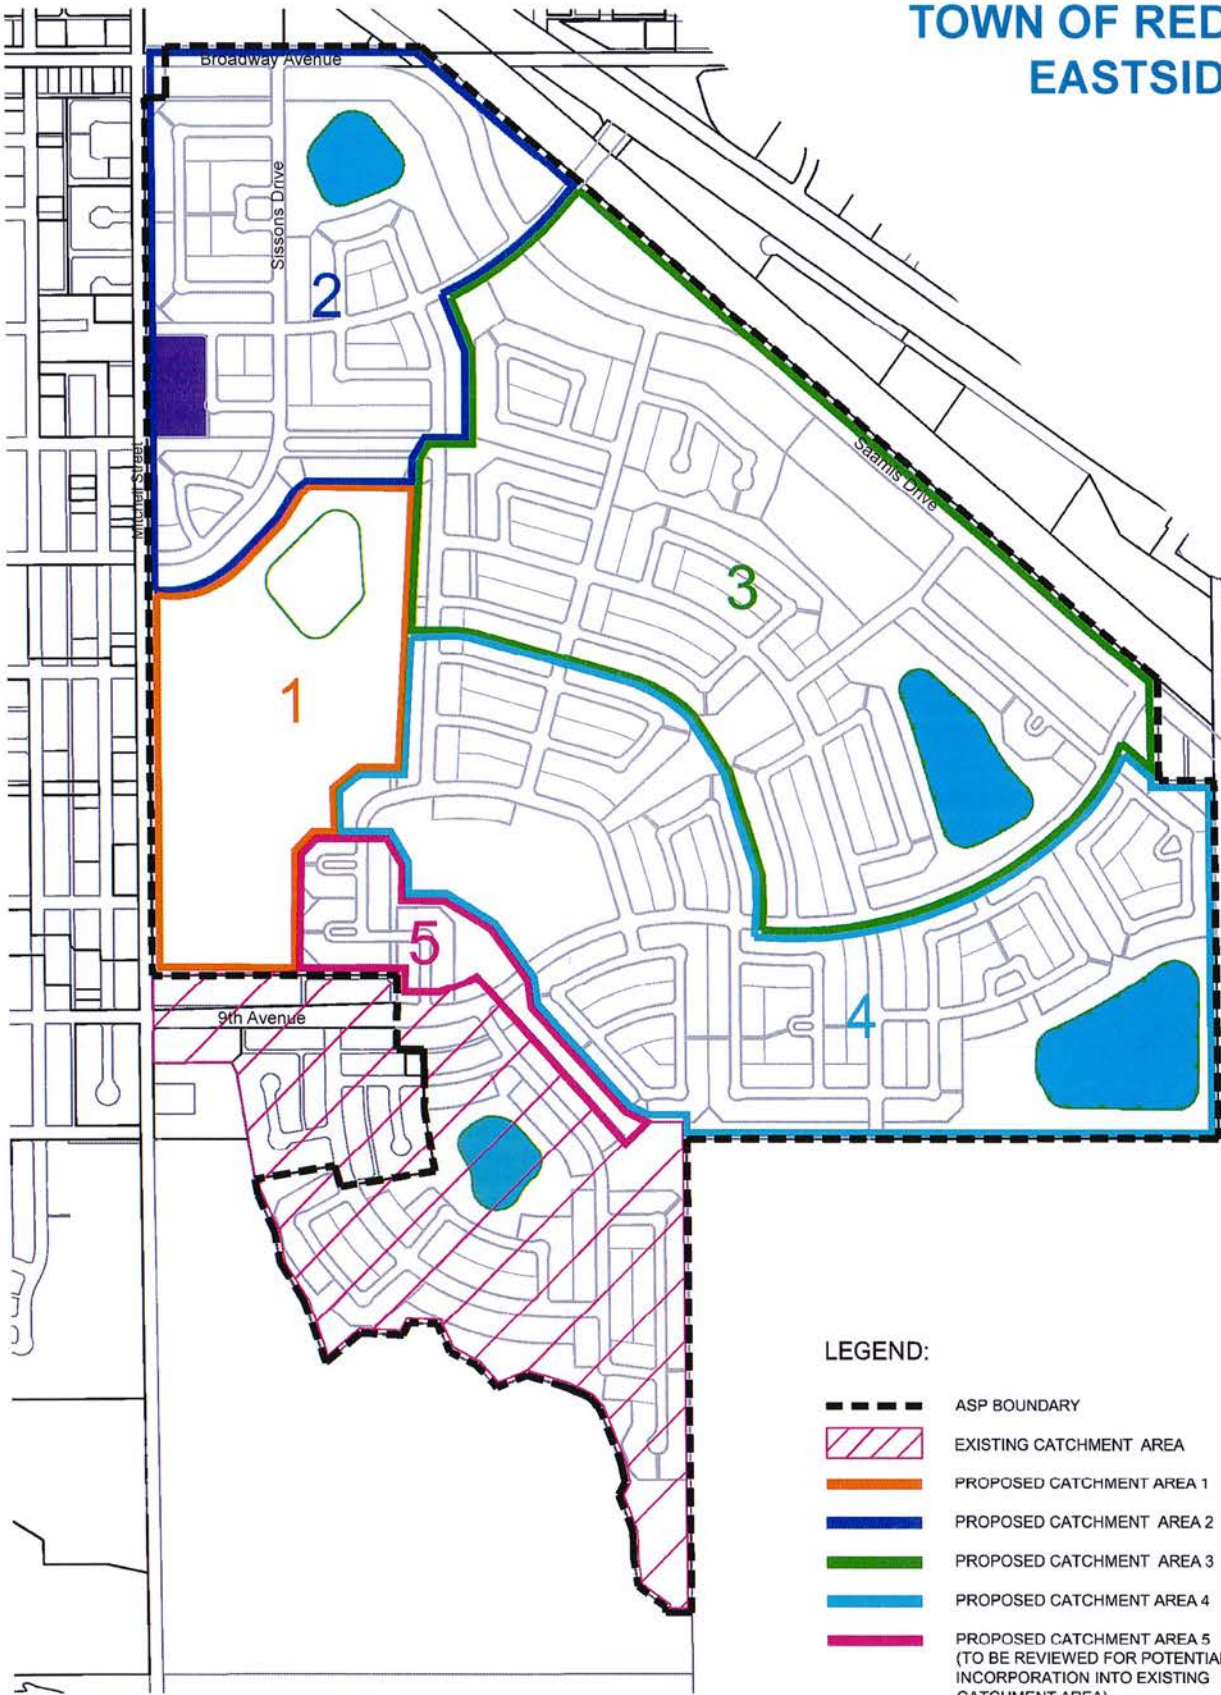 TOWN OF RED
EASTSID
Broadway Avenue
Sissons Drive
2
Mitchell Street
Saamis Drive
3
1
5
4
9th Avenue
LEGEND:
ASP BOUNDARY
EXISTING CATCHMENT AREA
PROPOSED CATCHMENT AREA 1
PROPOSED CATCHMENT AREA 2
PROPOSED CATCHMENT AREA 3
PROPOSED CATCHMENT AREA 4
PROPOSED CATCHMENT AREA 5
(TO BE REVIEWED FOR POTENTIAL
INCORPORATION INTO EXISTING
CATCHMENT AREA)